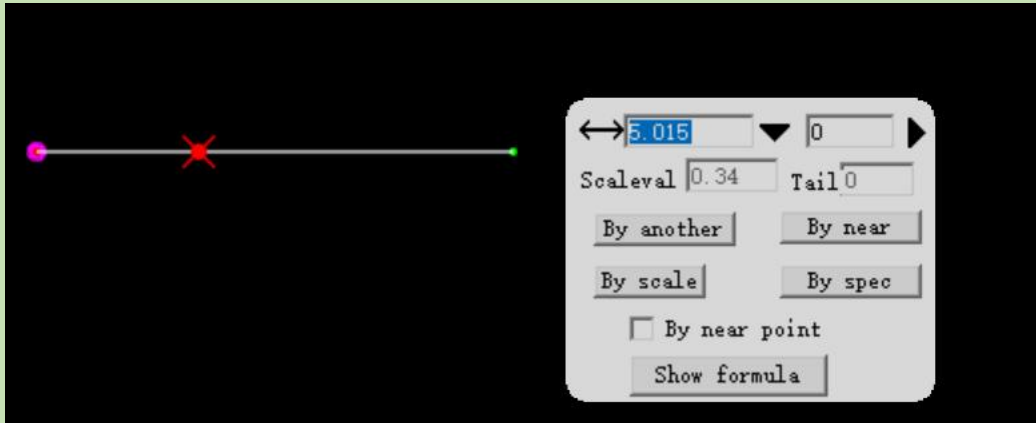 5.015 0
Scaleval 0.34 Tail 0
By another By near
By scale By spec
By near point
Show formula